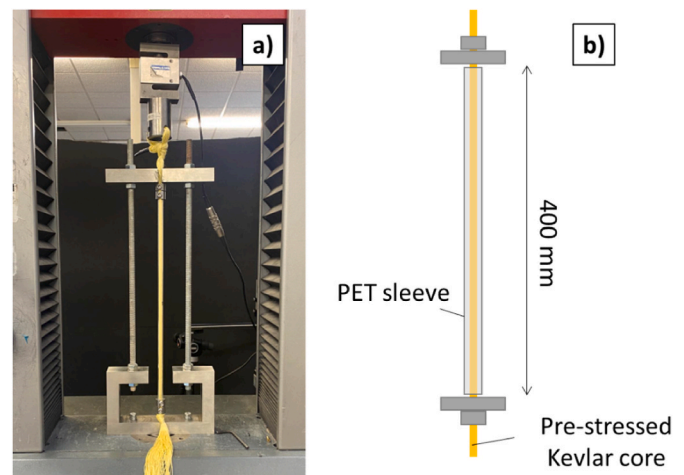 a)
b)
400 mm
PET sleeve
Pre-stressed
Kevlar core